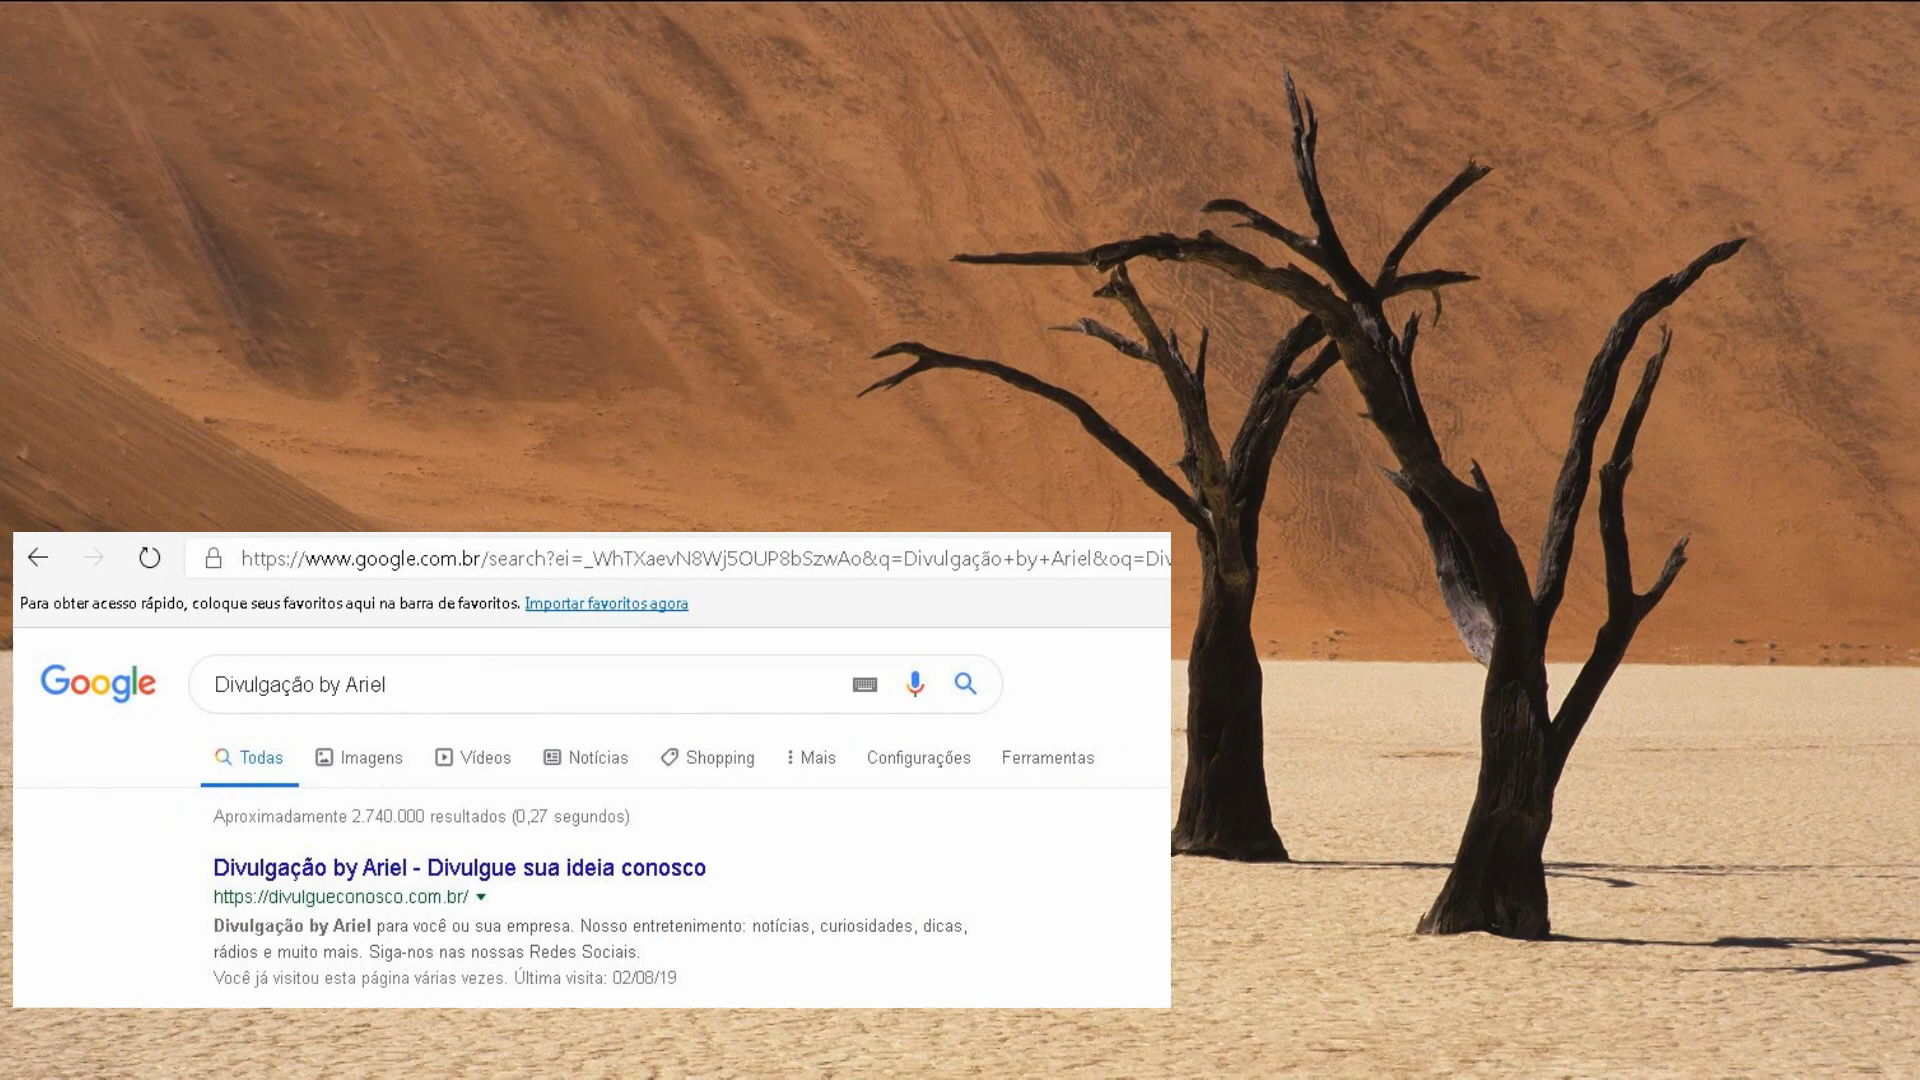 https://www.google.com.br/search?ei=_WhTXaevN8Wj5OUP8bSzwAo&q=Divulgação+by+Ariel&oq=Div
Para obter acesso rápido, coloque seus favoritos aqui na barra de favoritos. Importar favoritos agora
Google
Divulgação by Ariel
Todas Imagens Vídeos Notícias Shopping Mais Configurações Ferramentas
Aproximadamente 2.740.000 resultados (0,27 segundos)
Divulgação by Ariel - Divulgue sua ideia conosco
https://divulgueconosco.com.br/
Divulgação by Ariel para você ou sua empresa. Nosso entretenimento: notícias, curiosidades, dicas,
rádios e muito mais. Siga-nos nas nossas Redes Sociais.
Você já visitou esta página várias vezes. Última visita: 02/08/19